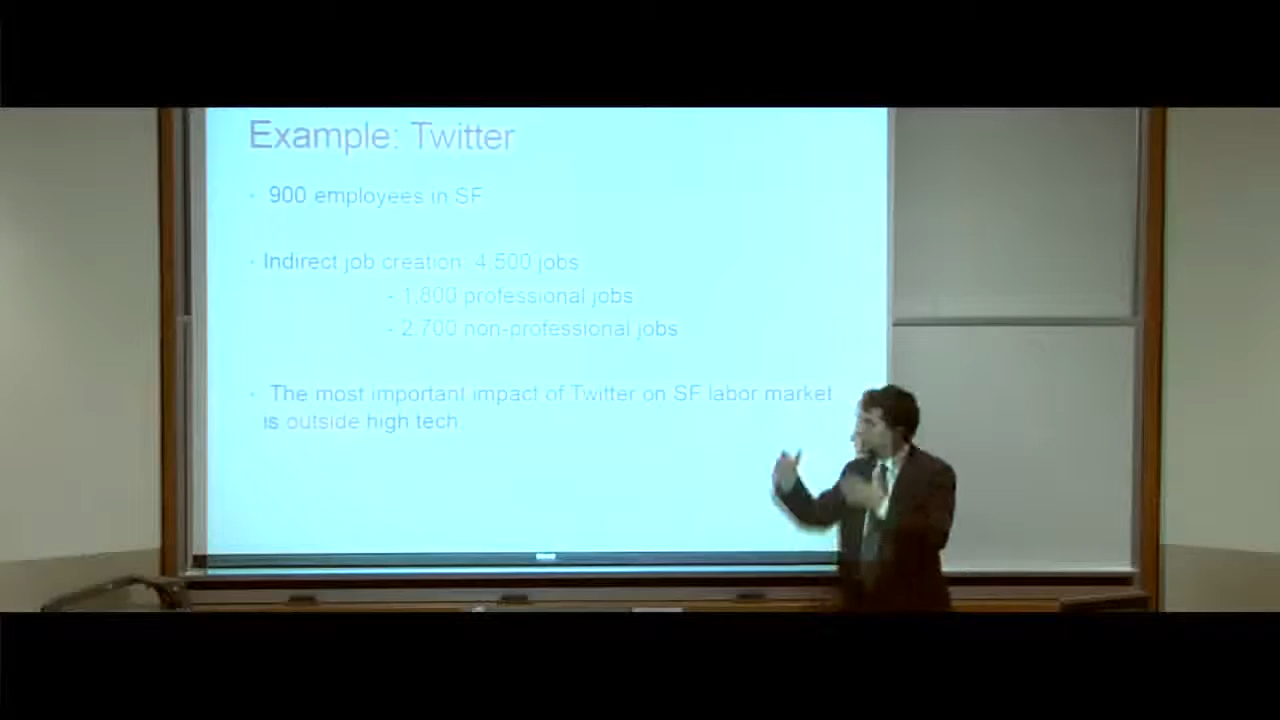 Example: Twitter
· 900 employees in SF
· Indirect job creation: 4,500 jobs
- 1,800 professional jobs
- 2,700 non-professional jobs
· The most important impact of Twitter on SF labor market
is outside high tech.